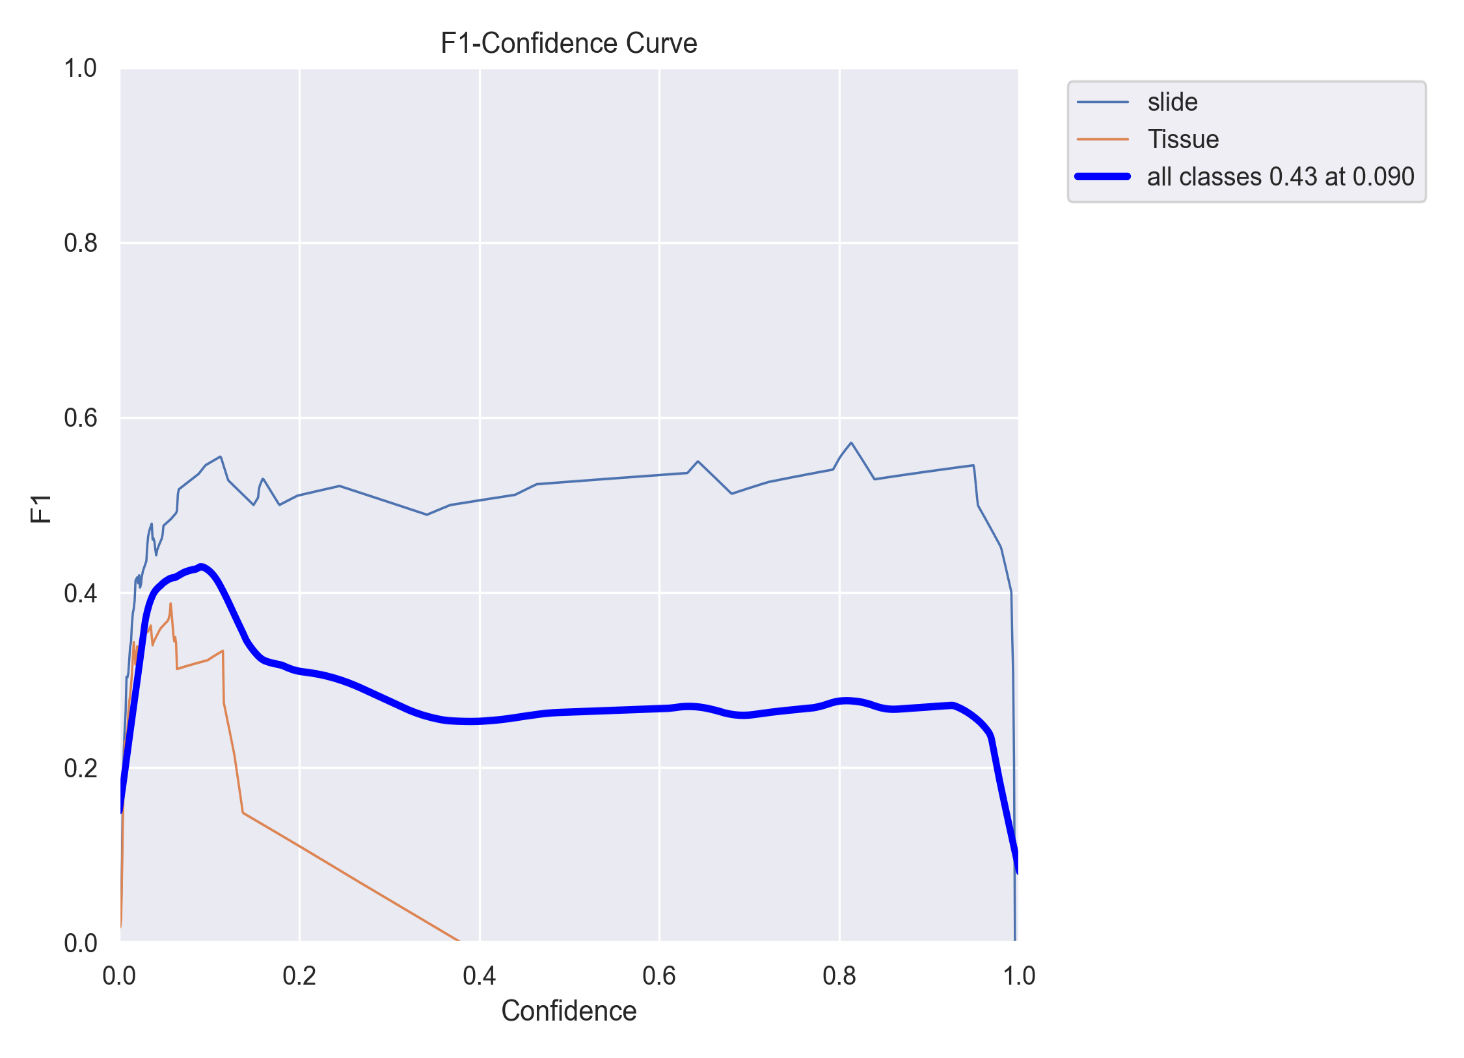 F1-Confidence Curve
1.0
0.8
0.6
0.4
0.2
0.0
F1
0.0 0.2 0.4 0.6 0.8 1.0
Confidence
slide
Tissue
all classes 0.43 at 0.090